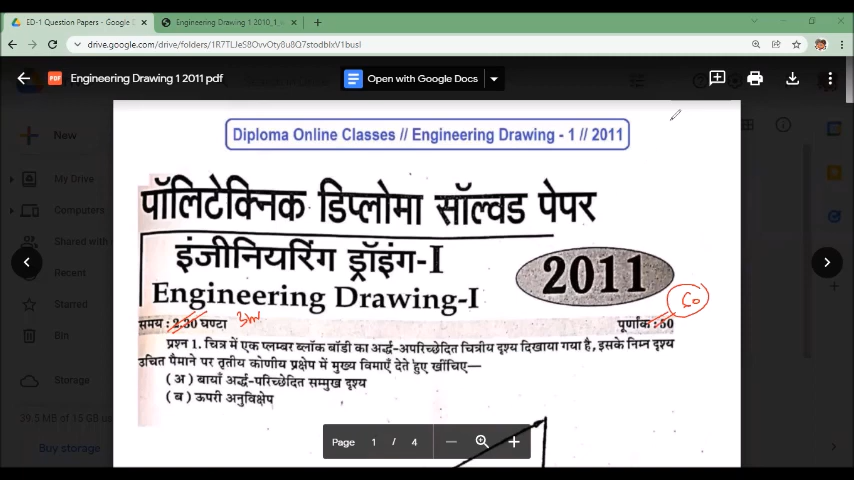 ED-1 Question Papers - Google D
Engineering Drawing 1 2010_1_w
drive.google.com/drive/folders/1R7TLJeS8OvvOty8u8Q7stodblxV1busI
Engineering Drawing 1 2011 pdf
Open with Google Docs
New
My Drive
Computers
Shared with
Recent
Starred
Bin
Storage
39.5 MB of 15 GB used
Buy storage
Diploma Online Classes // Engineering Drawing - 1 // 2011
पॉलिटेक्निक डिप्लोमा सॉल्वड पेपर
इंजीनियरिंग ड्रॉइंग-I
Engineering Drawing-I
2011
60
समय : 2.30 घण्टा
पूर्णांक : 50
प्रश्न 1. चित्र में एक प्लम्बर ब्लॉक बॉडी का अर्द्ध-अपरिच्छेदित चित्रीय दृश्य दिखाया गया है, इसके निम्न दृश्य
उचित पैमाने पर तृतीय कोणीय प्रक्षेप में मुख्य विमाएँ देते हुए खींचिए—
( अ ) बायाँ अर्द्ध-परिच्छेदित सम्मुख दृश्य
( ब ) ऊपरी अनुविक्षेप
Page 1 / 4